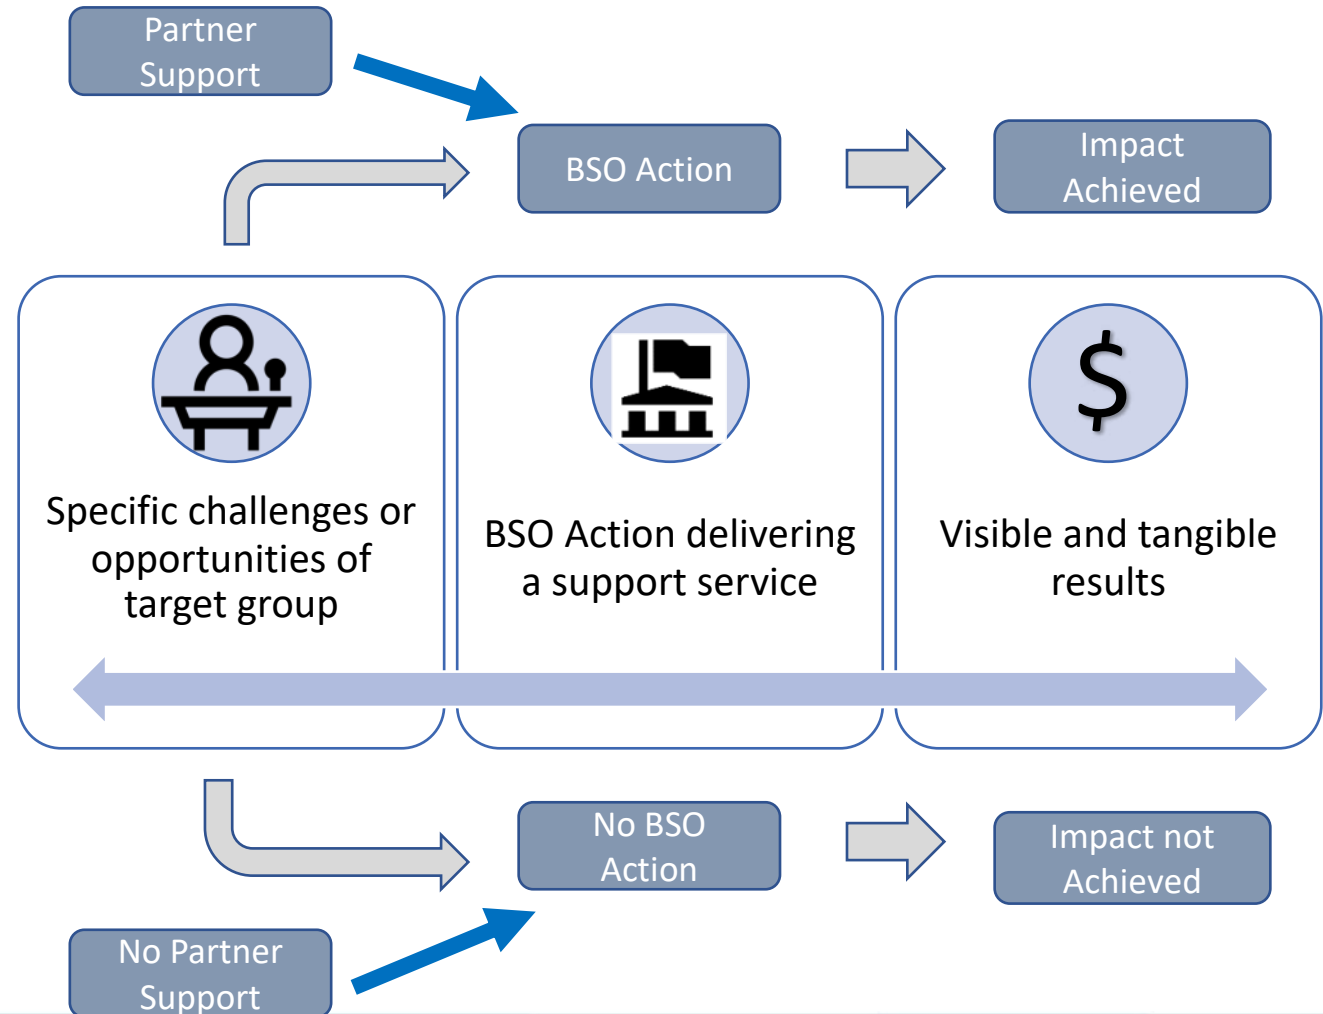 Partner
Support
BSO Action
Impact
Achieved
Specific challenges or
opportunities of
target group
BSO Action delivering
a support service
$
Visible and tangible
results
No BSO
Action
Impact not
Achieved
No Partner
Support